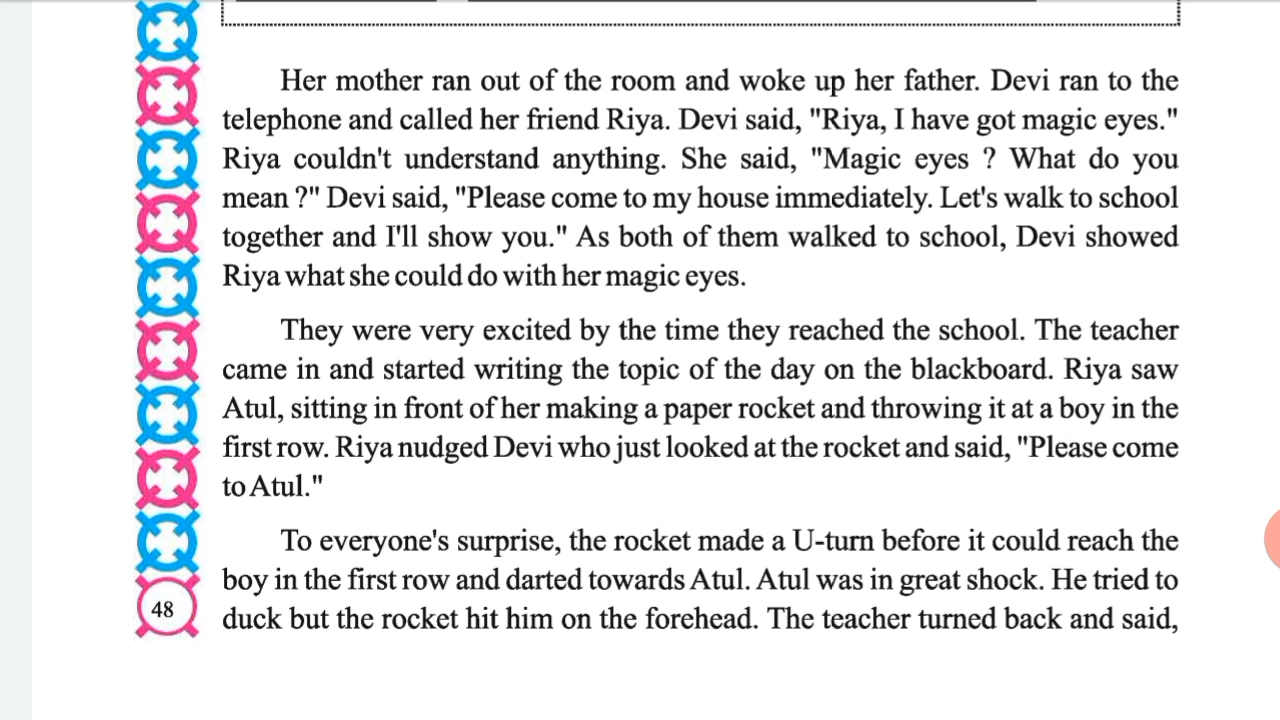 Her mother ran out of the room and woke up her father. Devi ran to the
telephone and called her friend Riya. Devi said, "Riya, I have got magic eyes."
Riya couldn't understand anything. She said, "Magic eyes ? What do you
mean ?" Devi said, "Please come to my house immediately. Let's walk to school
together and I'll show you." As both of them walked to school, Devi showed
Riya what she could do with her magic eyes.
They were very excited by the time they reached the school. The teacher
came in and started writing the topic of the day on the blackboard. Riya saw
Atul, sitting in front of her making a paper rocket and throwing it at a boy in the
first row. Riya nudged Devi who just looked at the rocket and said, "Please come
to Atul."
To everyone's surprise, the rocket made a U-turn before it could reach the
boy in the first row and darted towards Atul. Atul was in great shock. He tried to
duck but the rocket hit him on the forehead. The teacher turned back and said,
48